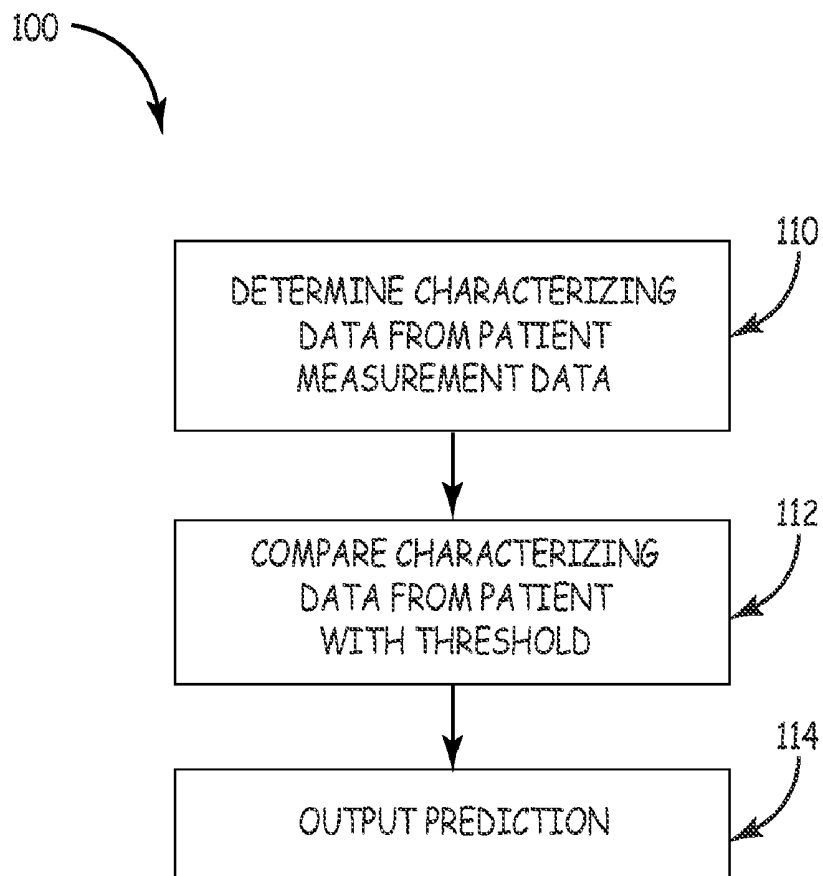 100
110
DETERMINE CHARACTERIZING
DATA FROM PATIENT
MEASUREMENT DATA
112
COMPARE CHARACTERIZING
DATA FROM PATIENT
WITH THRESHOLD
114
OUTPUT PREDICTION